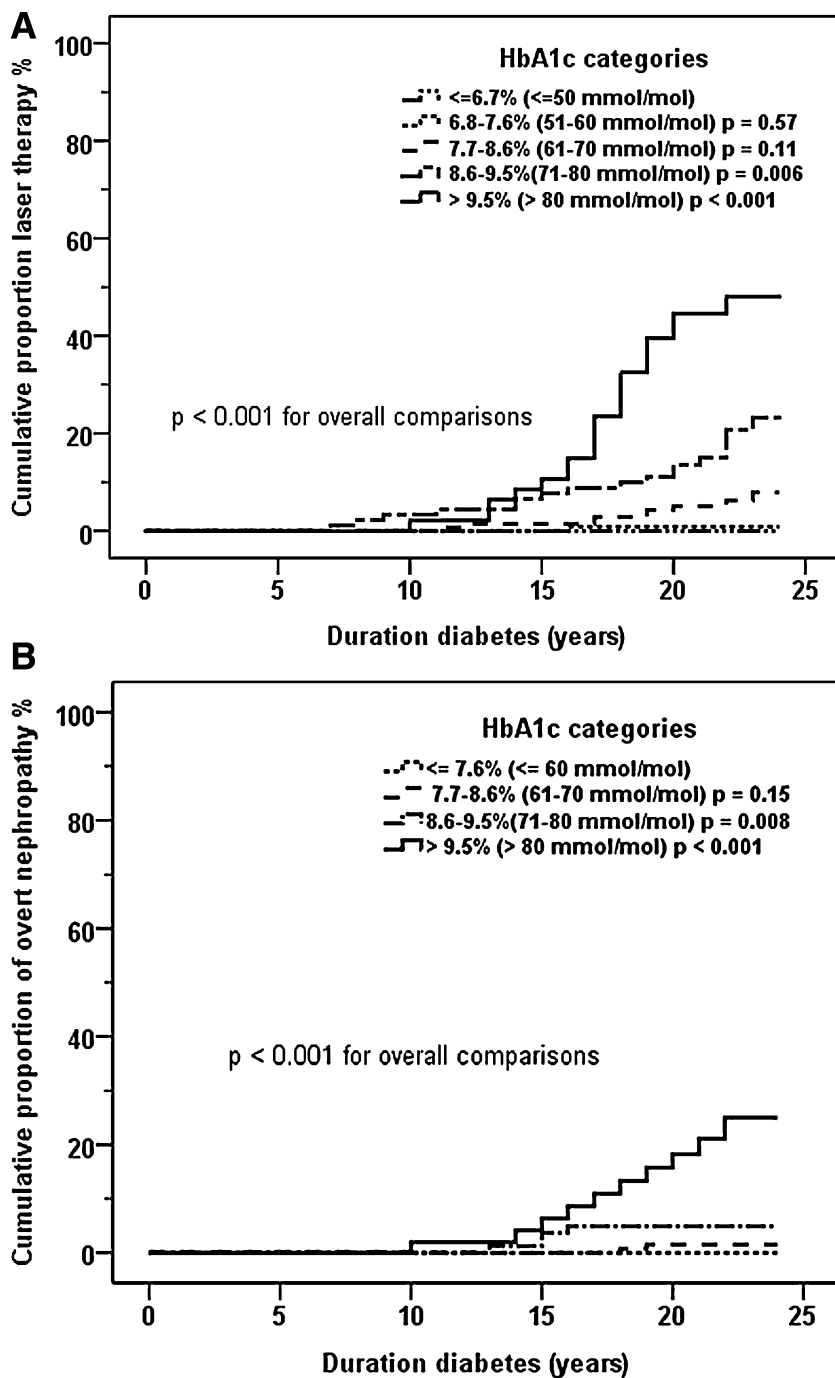 A
Cumulative proportion laser therapy %
100
80
60
40
20
0
HbA1c categories
<=6.7% (<=50 mmol/mol)
6.8-7.6% (51-60 mmol/mol) p = 0.57
7.7-8.6% (61-70 mmol/mol) p = 0.11
8.6-9.5%(71-80 mmol/mol) p = 0.006
> 9.5% (> 80 mmol/mol) p < 0.001
p < 0.001 for overall comparisons
0 5 10 15 20 25
Duration diabetes (years)
B
Cumulative proportion of overt nephropathy %
100
80
60
40
20
0
HbA1c categories
<= 7.6% (<= 60 mmol/mol)
7.7-8.6% (61-70 mmol/mol) p = 0.15
8.6-9.5%(71-80 mmol/mol) p = 0.008
> 9.5% (> 80 mmol/mol) p < 0.001
p < 0.001 for overall comparisons
0 5 10 15 20 25
Duration diabetes (years)